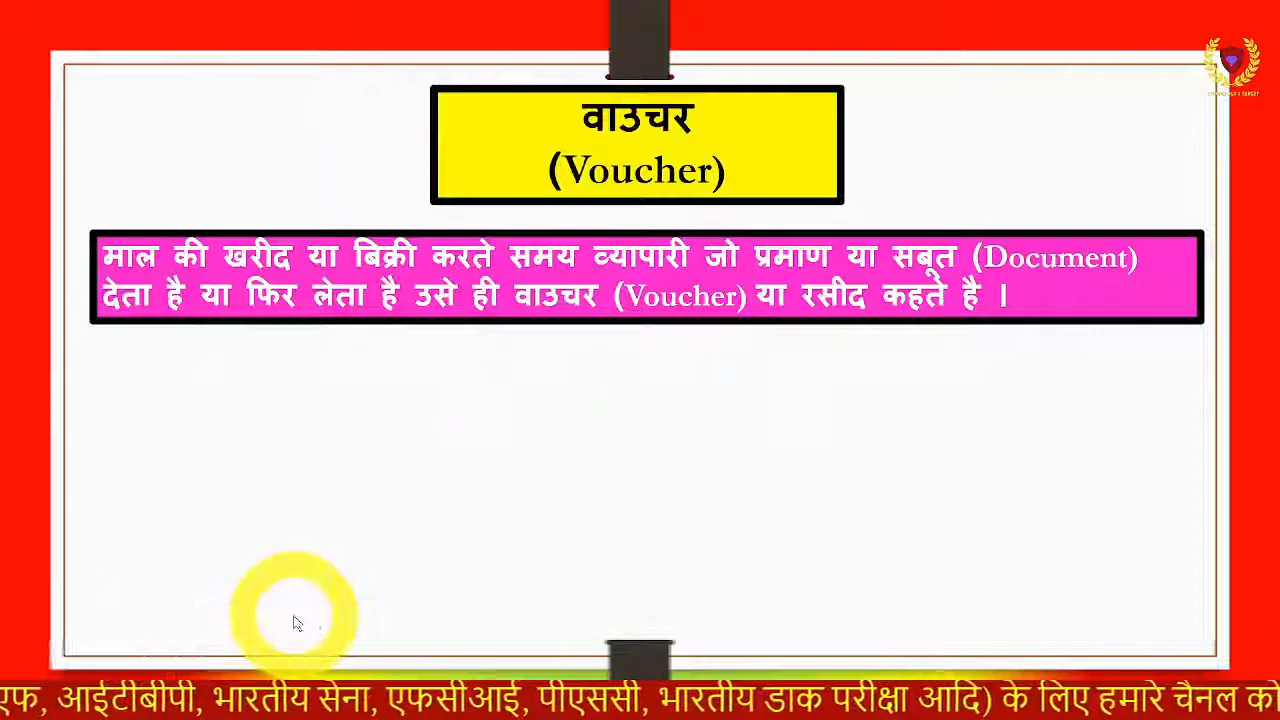 वाउचर
(Voucher)
माल की खरीद या बिक्री करते समय व्यापारी जो प्रमाण या सबूत (Document)
देता है या फिर लेता है उसे ही वाउचर (Voucher) या रसीद कहते है ।
एफ, आईटीबीपी, भारतीय सेना, एफसीआई, पीएससी, भारतीय डाक परीक्षा आदि) के लिए हमारे चैनल को